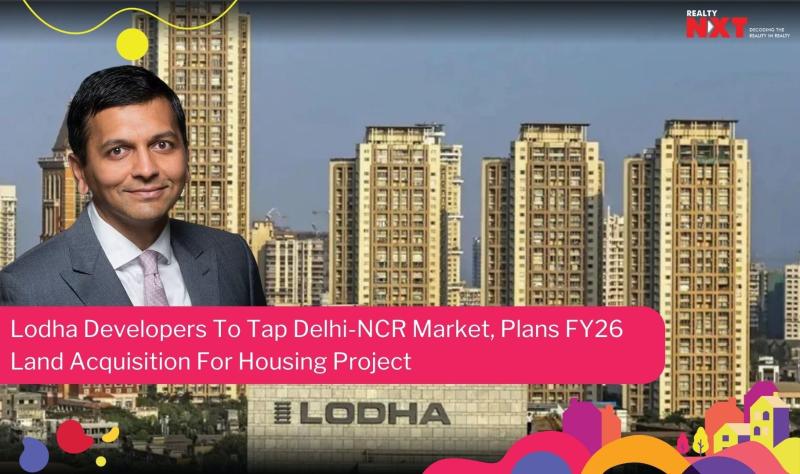 REALTY
NXT
DECODING THE
REALITY IN REALTY
Lodha Developers To Tap Delhi-NCR Market, Plans FY26
Land Acquisition For Housing Project
LODHA